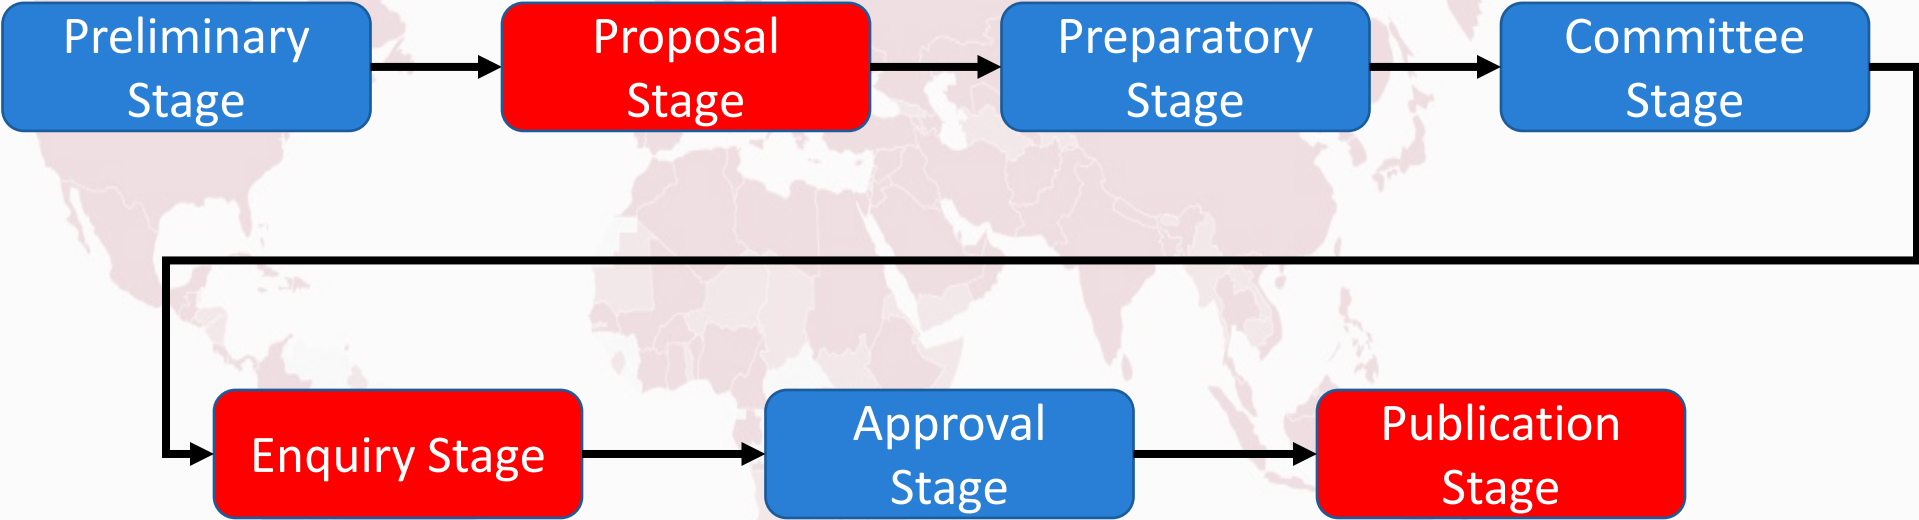 Preliminary
Stage
Proposal
Stage
Preparatory
Stage
Committee
Stage
Enquiry Stage
Approval
Stage
Publication
Stage